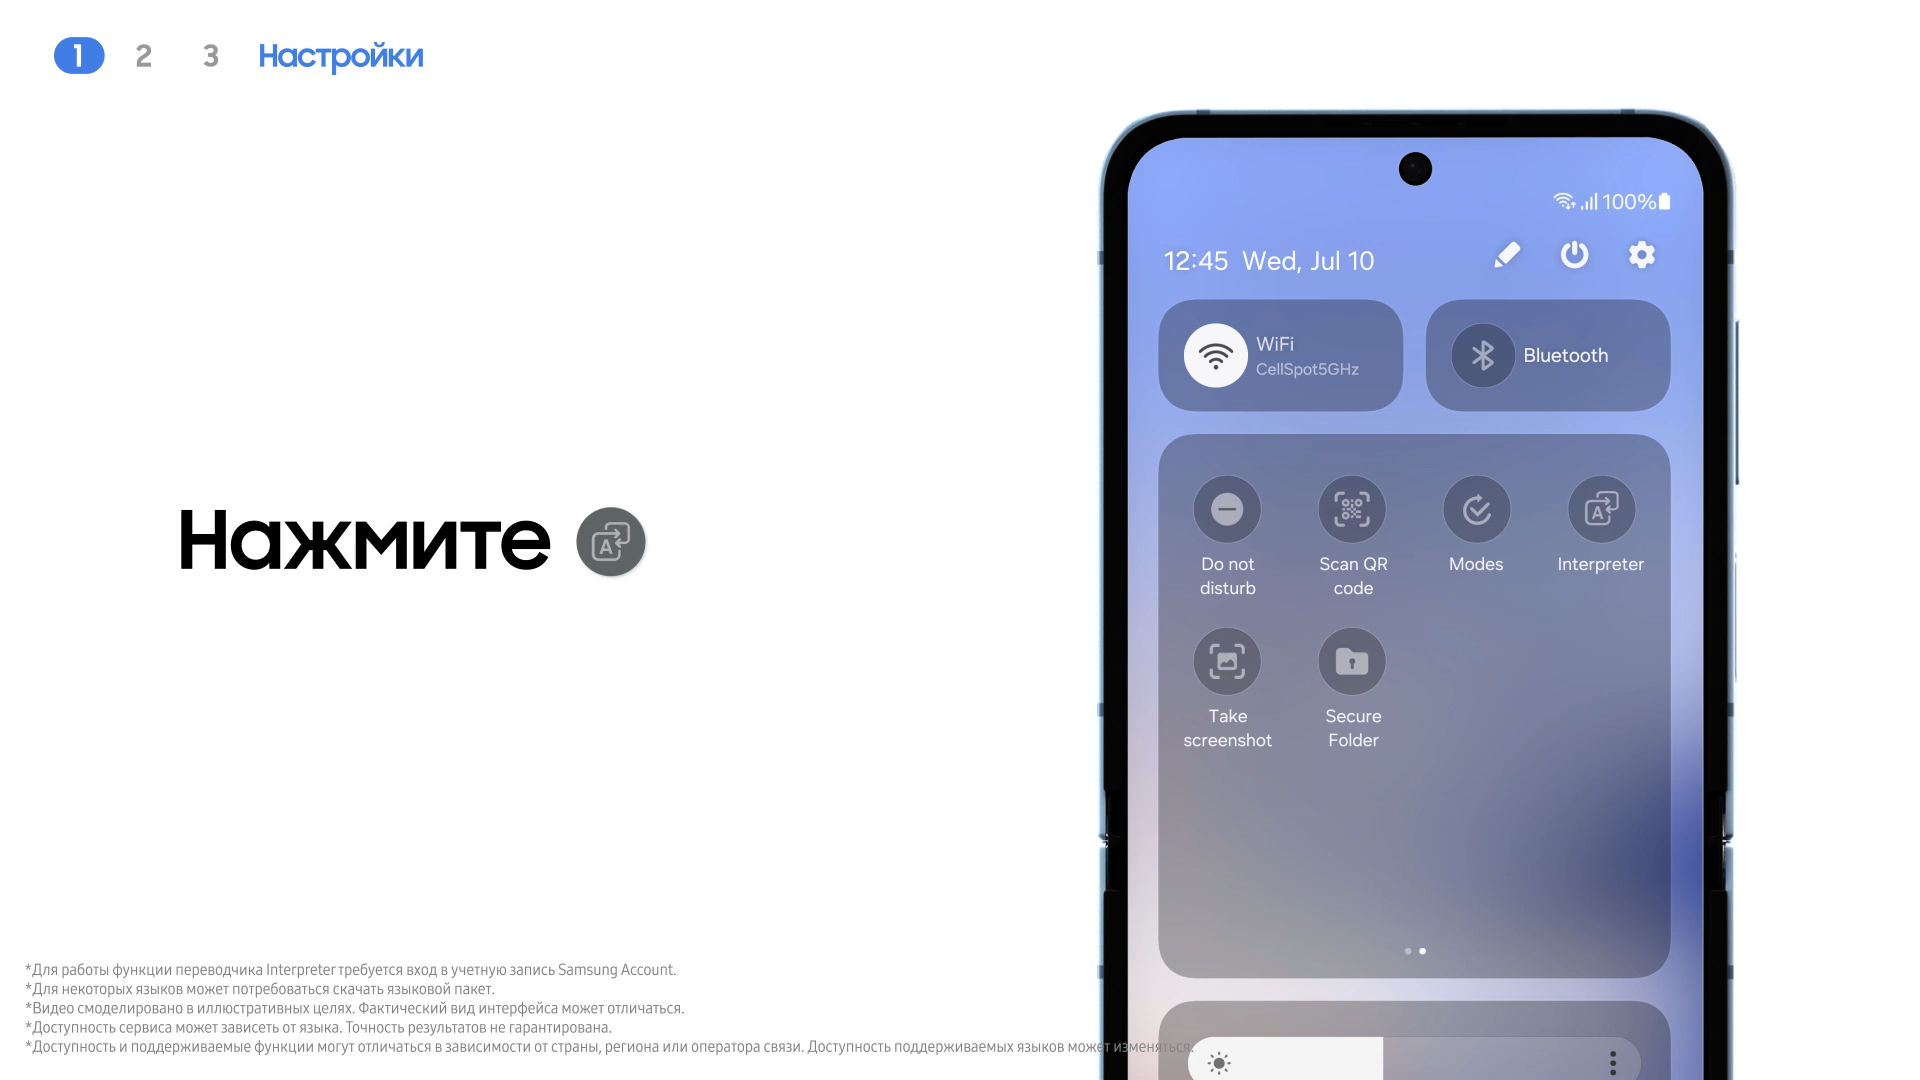 1 2 3 Настройки
100%
12:45 Wed, Jul 10
WiFi
CellSpot5GHz
Bluetooth
Нажмите
Do not
disturb
Scan QR
code
Modes
Interpreter
Take
screenshot
Secure
Folder
*Для работы функции переводчика Interpreter требуется вход в учетную запись Samsung Account.
*Для некоторых языков может потребоваться скачать языковой пакет.
*Видео смоделировано в иллюстративных целях. Фактический вид интерфейса может отличаться.
*Доступность сервиса может зависеть от языка. Точность результатов не гарантирована.
*Доступность и поддерживаемые функции могут отличаться в зависимости от страны, региона или оператора связи. Доступность поддерживаемых языков может изменяться.